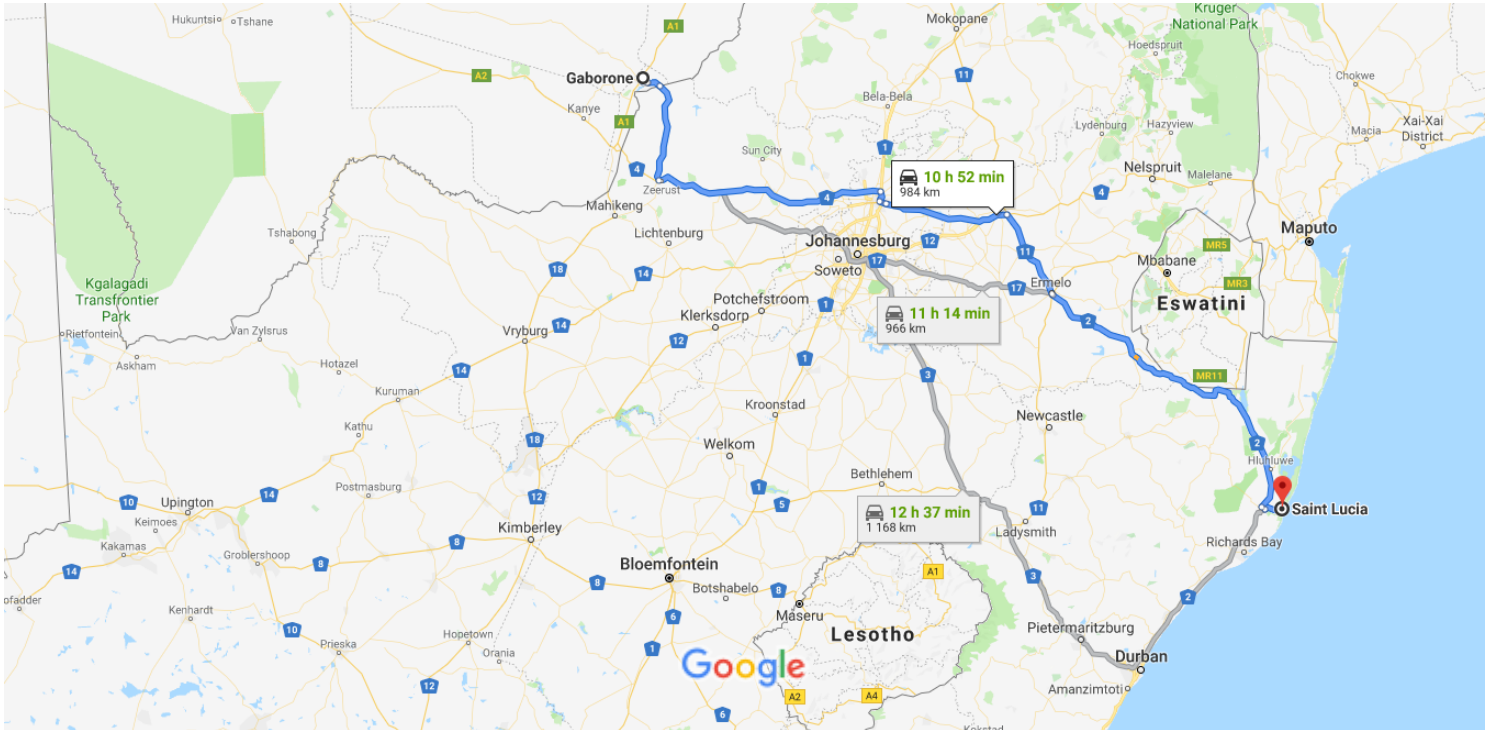 Hukuntsi
Tshane
A1
Mokopane
Kruger
National Park
Hoedspruit
Gaborone
A2
11
Chokwe
Kanye
Bela-Bela
A1
Lydenburg
Hazyview
Macia
Xai-Xai
District
1
Sun City
4
Zeerust
10 h 52 min
984 km
Nelspruit
Malelane
4
4
Mahikeng
Tshabong
Lichtenburg
Johannesburg
12
11
Maputo
MR5
Soweto
17
Mbabane
18
14
Kgalagadi
Transfrontier
Park
17
Ermelo
MR3
Eswatini
Potchefstroom
1
Klerksdorp
11 h 14 min
966 km
2
Rietfontein
Van Zylsrus
Vryburg
14
12
Askham
Hotazel
1
14
3
MR11
Kuruman
Kroonstad
Newcastle
Kathu
18
Welkom
2
Hluhluwe
Bethlehem
Postmasburg
10
14
Upington
12
1
5
12 h 37 min
1 168 km
11
Saint Lucia
Keimoes
Kimberley
Ladysmith
Kakamas
Groblershoop
8
8
Richards Bay
14
Bloemfontein
A1
8
Botshabelo
8
3
2
ofadder
Kenhardt
6
Maseru
Pietermaritzburg
10
Hopetown
Lesotho
Prieska
1
Orania
Durban
Google
12
A2
A4
Amanzimtoti
6
Kokstad